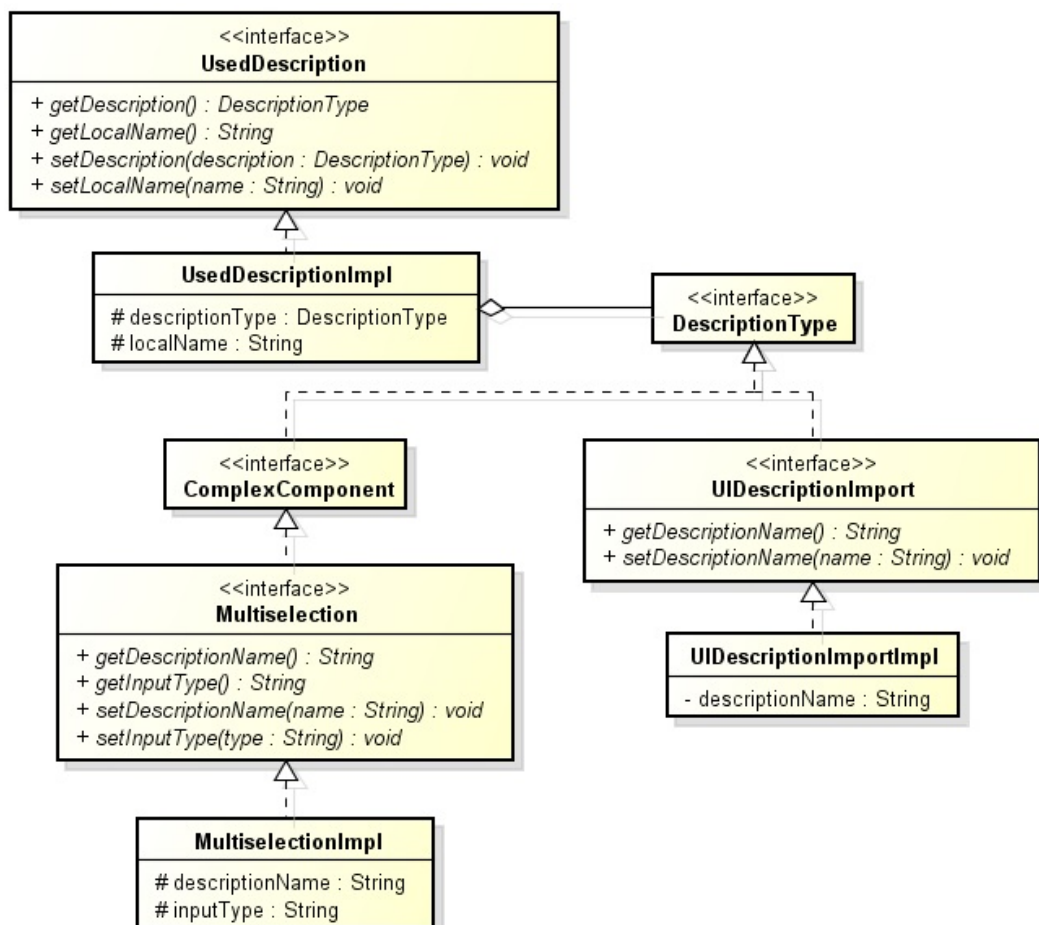 <<interface>>
UsedDescription
+ getDescription() : DescriptionType
+ getLocalName() : String
+ setDescription(description : DescriptionType) : void
+ setLocalName(name : String) : void
UsedDescriptionImpl
# descriptionType : DescriptionType
# localName : String
<<interface>>
DescriptionType
<<interface>>
ComplexComponent
<<interface>>
UIDescriptionImport
+ getDescriptionName() : String
+ setDescriptionName(name : String) : void
<<interface>>
Multiselection
+ getDescriptionName() : String
+ getInputType() : String
+ setDescriptionName(name : String) : void
+ setInputType(type : String) : void
UIDescriptionImportImpl
- descriptionName : String
MultiselectionImpl
# descriptionName : String
# inputType : String